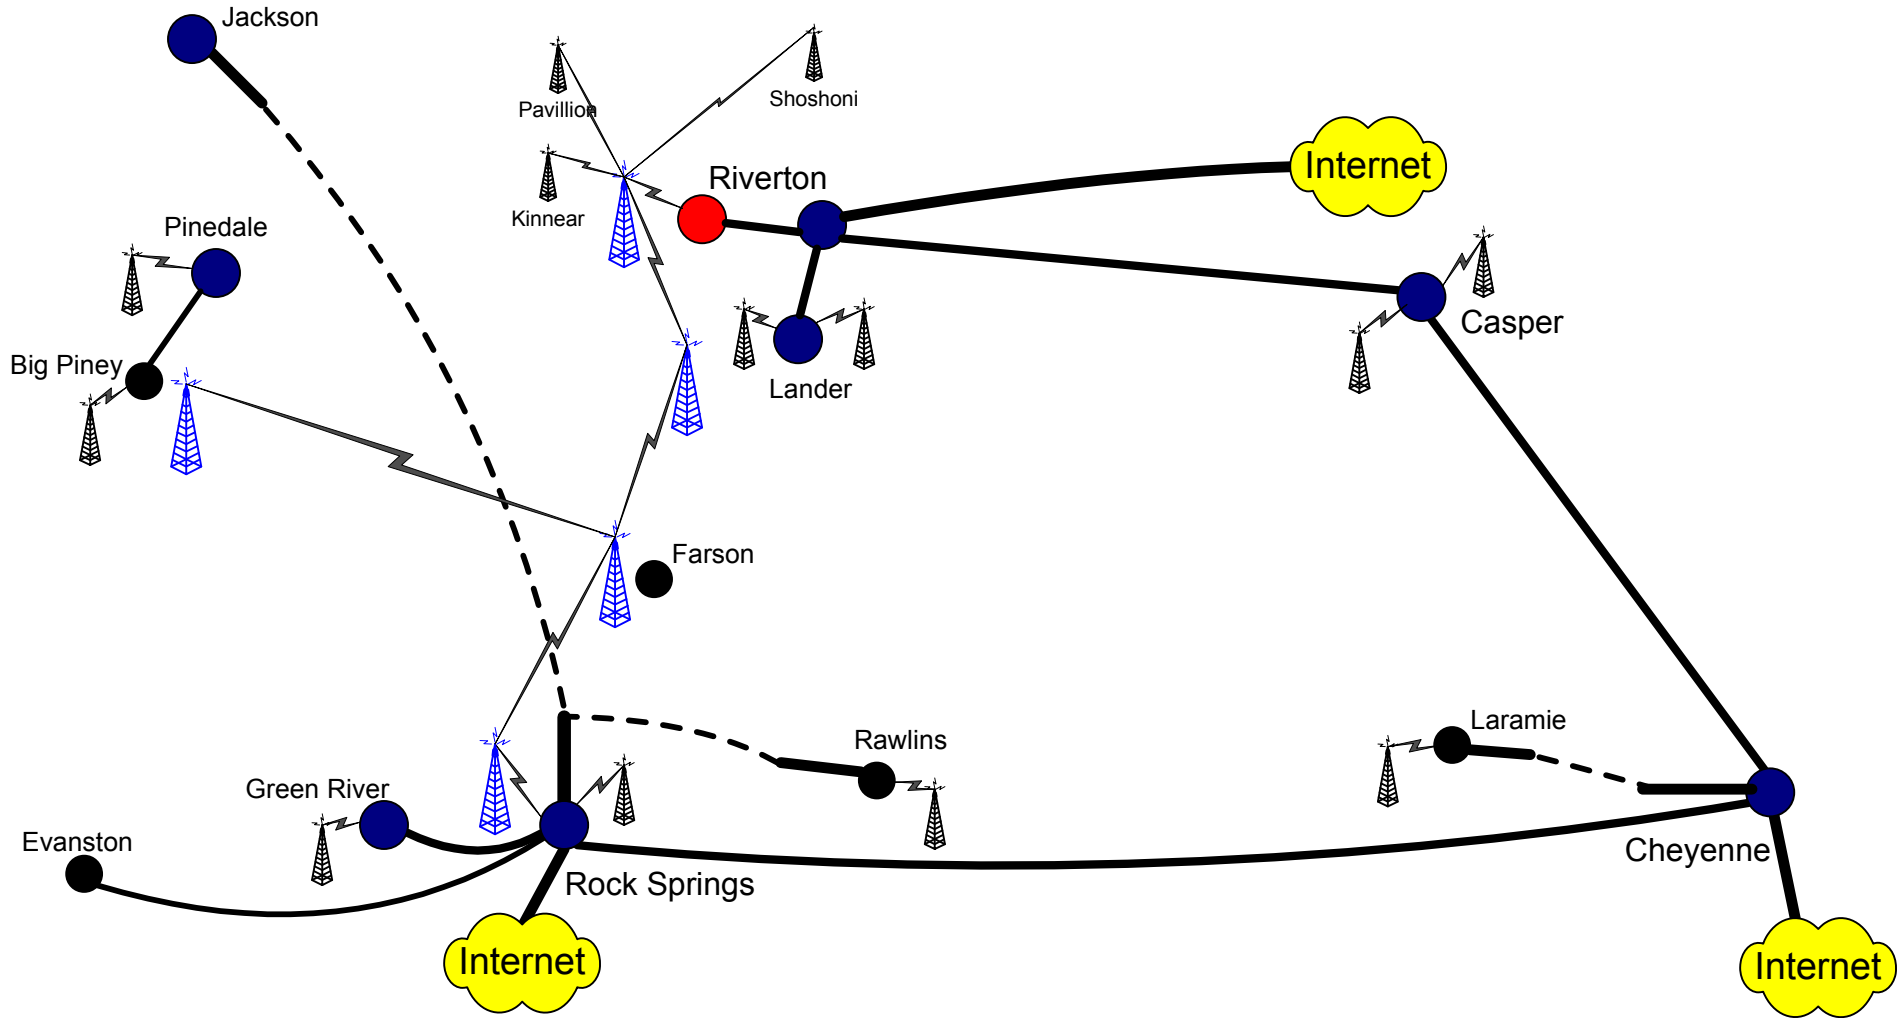 Jackson
Pavillion
Shoshoni
Kinnear
Riverton
Internet
Pinedale
Casper
Big Piney
Lander
Farson
Laramie
Rawlins
Green River
Evanston
Cheyenne
Rock Springs
Internet
Internet